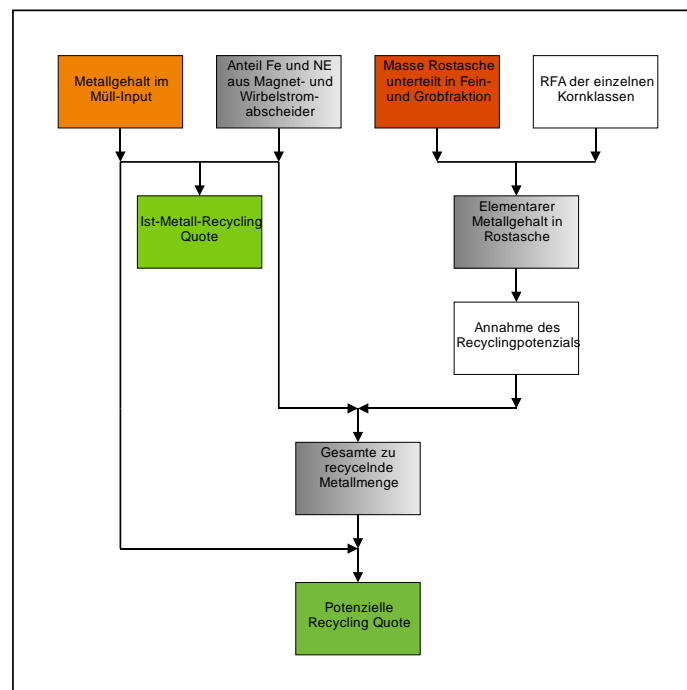 Metallgehalt im
Müll-Input
Anteil Fe und NE
aus Magnet- und
Wirbelstrom-
abscheider
Masse Rostasche
unterteilt in Fein-
und Grobfraktion
RFA der einzelnen
Kornklassen
Ist-Metall-Recycling
Quote
Elementarer
Metallgehalt in
Rostasche
Annahme des
Recyclingpotenzials
Gesamte zu
recycelnde
Metallmenge
Potenzielle
Recycling Quote